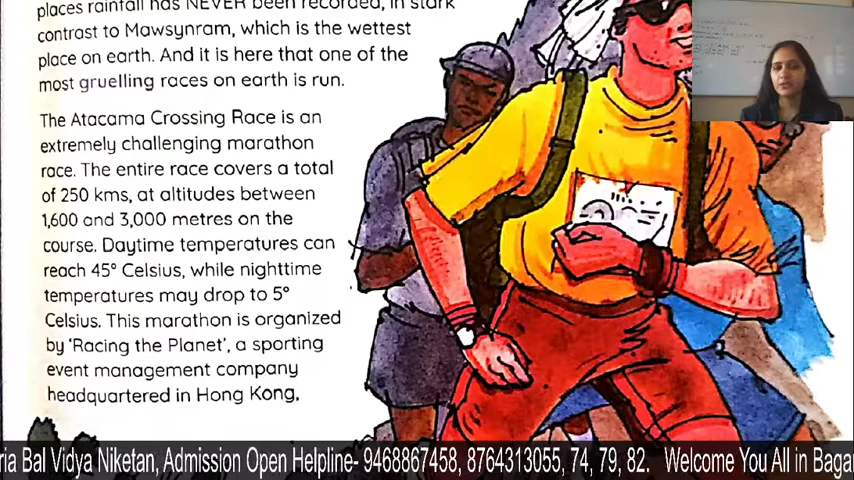 places rainfall has NEVER been recorded, in stark
contrast to Mawsynram, which is the wettest
place on earth. And it is here that one of the
most gruelling races on earth is run.
The Atacama Crossing Race is an
extremely challenging marathon
race. The entire race covers a total
of 250 kms, at altitudes between
1,600 and 3,000 metres on the
course. Daytime temperatures can
reach 45° Celsius, while nighttime
temperatures may drop to 5°
Celsius. This marathon is organized
by ‘Racing the Planet’, a sporting
event management company
headquartered in Hong Kong.
ria Bal Vidya Niketan, Admission Open Helpline- 9468867458, 8764313055, 74, 79, 82. Welcome You All in Bagar